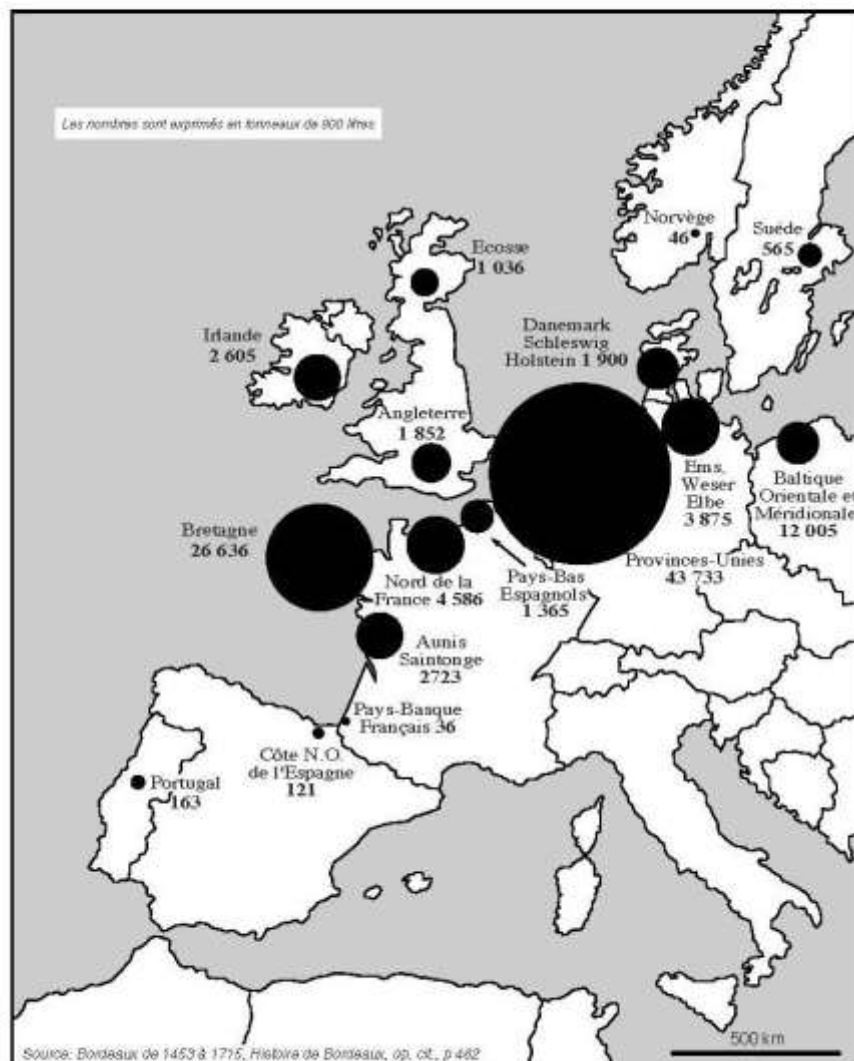 Les nombres sont exprimés en tonneaux de 900 litres
Norvège
46
Suéde
565
Ecosse
1 036
Irlande
2 605
Danemark
Schleswig
Holstein 1 900
Angleterre
1 852
Ems,
Weser
Elbe
3 875
Baltique
Orientale et
Méridionale
12 005
Bretagne
26 636
Provinces-Unies
43 733
Nord de la
France 4 586
Pays-Bas
Espagnols
1 365
Aunis
Saintonge
2723
Pays-Basque
Français 36
Côte N.O.
de l'Espagne
121
Portugal
163
500 km
Source: Bordeaux de 1453 à 1715, Histoire de Bordeaux, op. cit., p 462